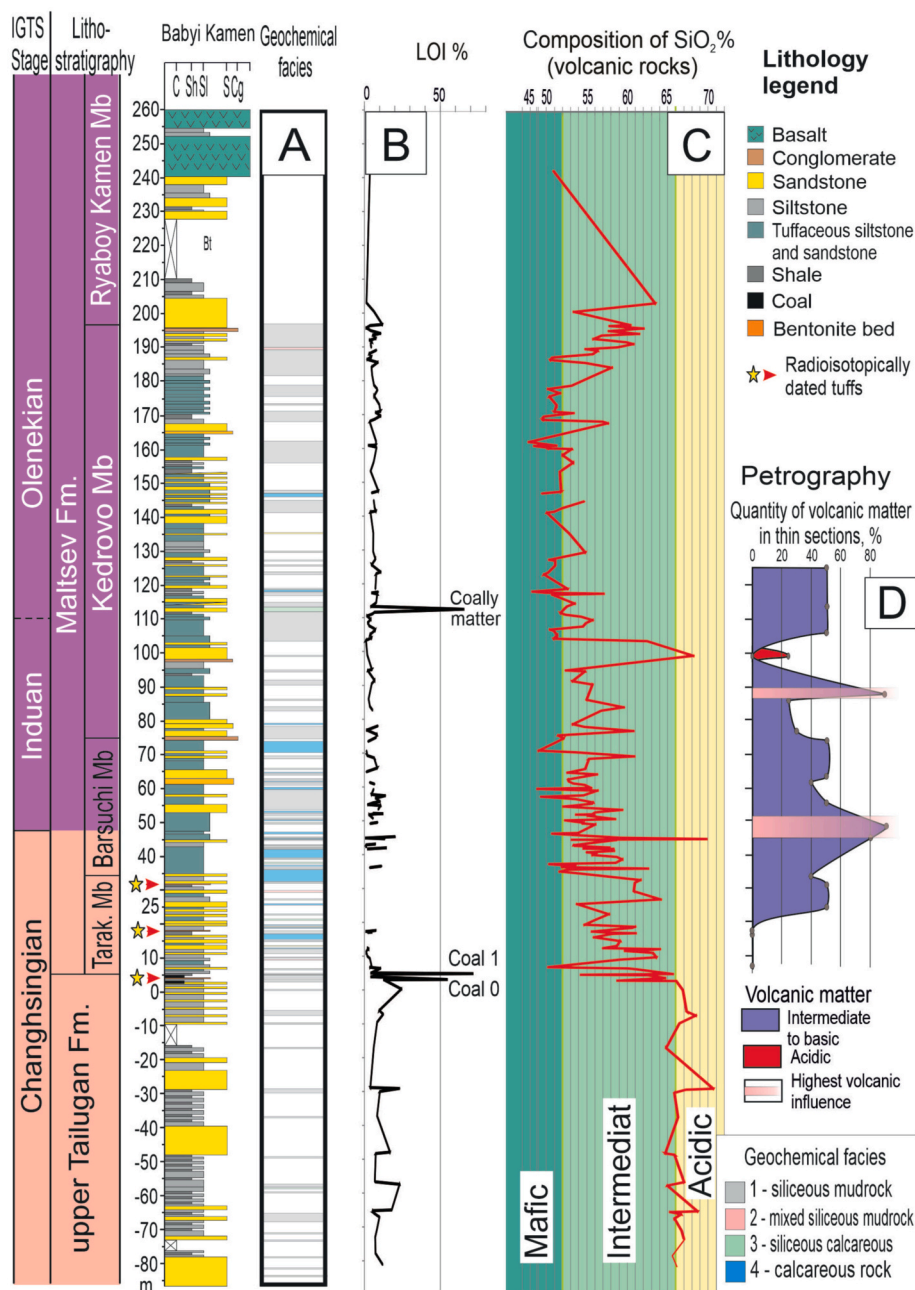 IGTS
Stage
Litho-
stratigraphy
Babyi Kamen
C Sh Sl S Cg
Geochemical
facies
LOI %
0 50
Composition of SiO2%
(volcanic rocks)
45 50 55 60 65 70
A
B
C
Lithology
legend
Basalt
Conglomerate
Sandstone
Siltstone
Tuffaceous siltstone
and sandstone
Shale
Coal
Bentonite bed
Radioisotopically
dated tuffs
Olenekian
Induan
Changhsingian
Maltsev Fm.
upper Tailugan Fm.
Ryaboy Kamen Mb
Kedrovo Mb
Barsuchi Mb
Tarak. Mb
260
250
240
230
220
210
200
190
180
170
160
150
140
130
120
110
100
90
80
70
60
50
40
25
10
0
-10
-20
-30
-40
-50
-60
-70
-80
m
Bt
Coally
matter
Coal 1
Coal 0
Mafic
Intermediat
Acidic
Petrography
Quantity of volcanic matter
in thin sections, %
0 20 40 60 80
D
Volcanic matter
Intermediate
to basic
Acidic
Highest volcanic
influence
Geochemical facies
1 - siliceous mudrock
2 - mixed siliceous mudrock
3 - siliceous calcareous
4 - calcareous rock